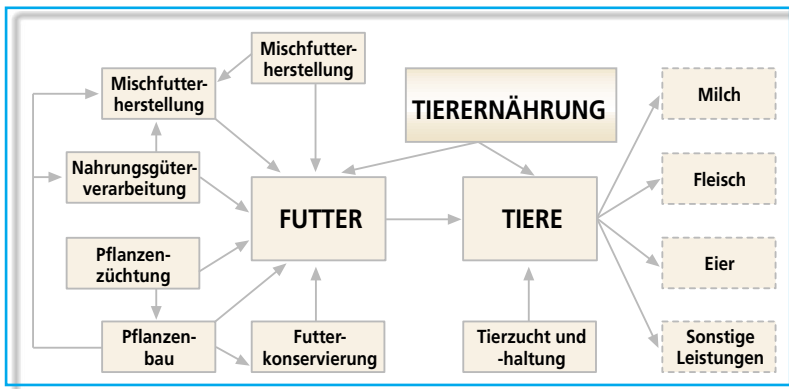 Mischfutter-
herstellung
Mischfutter-
herstellung
TIERERNÄHRUNG
Milch
Nahrungsgüter-
verarbeitung
FUTTER
TIERE
Fleisch
Pflanzen-
züchtung
Eier
Pflanzen-
bau
Futter-
konservierung
Tierzucht und
-haltung
Sonstige
Leistungen